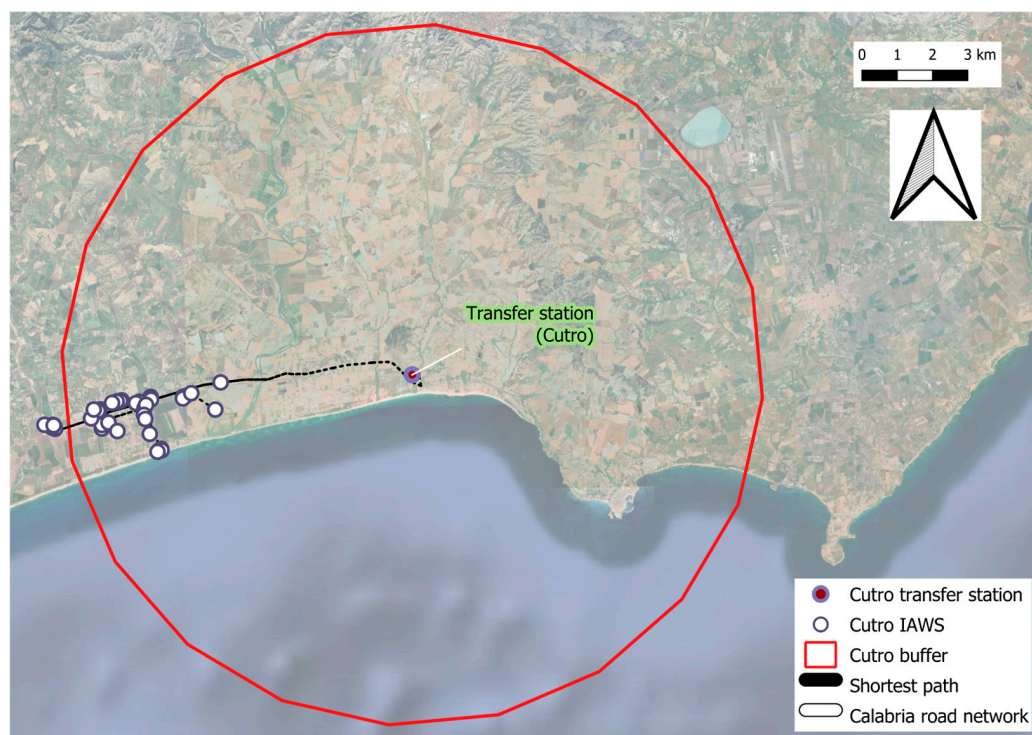 0 1 2 3 km
Transfer station
(Cutro)
Cutro transfer station
Cutro IAWS
Cutro buffer
Shortest path
Calabria road network